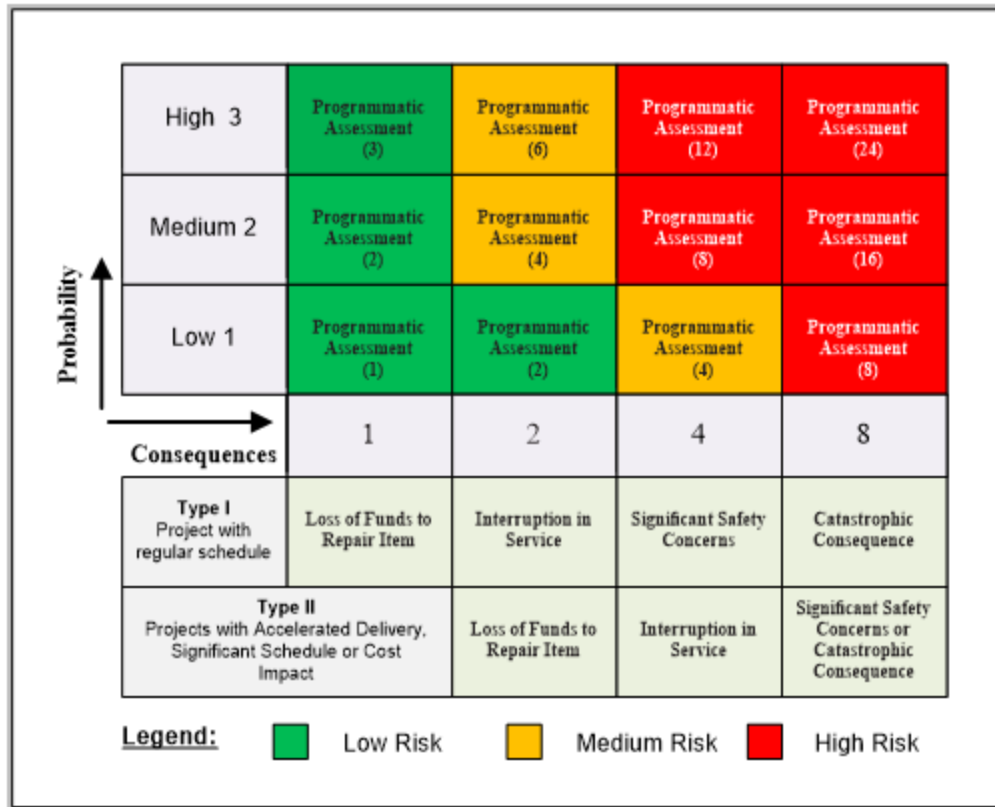 High 3
Programmatic
Assessment
(3)
Programmatic
Assessment
(6)
Programmatic
Assessment
(12)
Programmatic
Assessment
(24)
Medium 2
Programmatic
Assessment
(2)
Programmatic
Assessment
(4)
Programmatic
Assessment
(8)
Programmatic
Assessment
(16)
Probability
Low 1
Programmatic
Assessment
(1)
Programmatic
Assessment
(2)
Programmatic
Assessment
(4)
Programmatic
Assessment
(8)
Consequences
1
2
4
8
Type I
Project with
regular schedule
Loss of Funds to
Repair Item
Interruption in
Service
Significant Safety
Concerns
Catastrophic
Consequence
Type II
Projects with Accelerated Delivery,
Significant Schedule or Cost
Impact
Loss of Funds to
Repair Item
Interruption in
Service
Significant Safety
Concerns or
Catastrophic
Consequence
Legend:
Low Risk
Medium Risk
High Risk